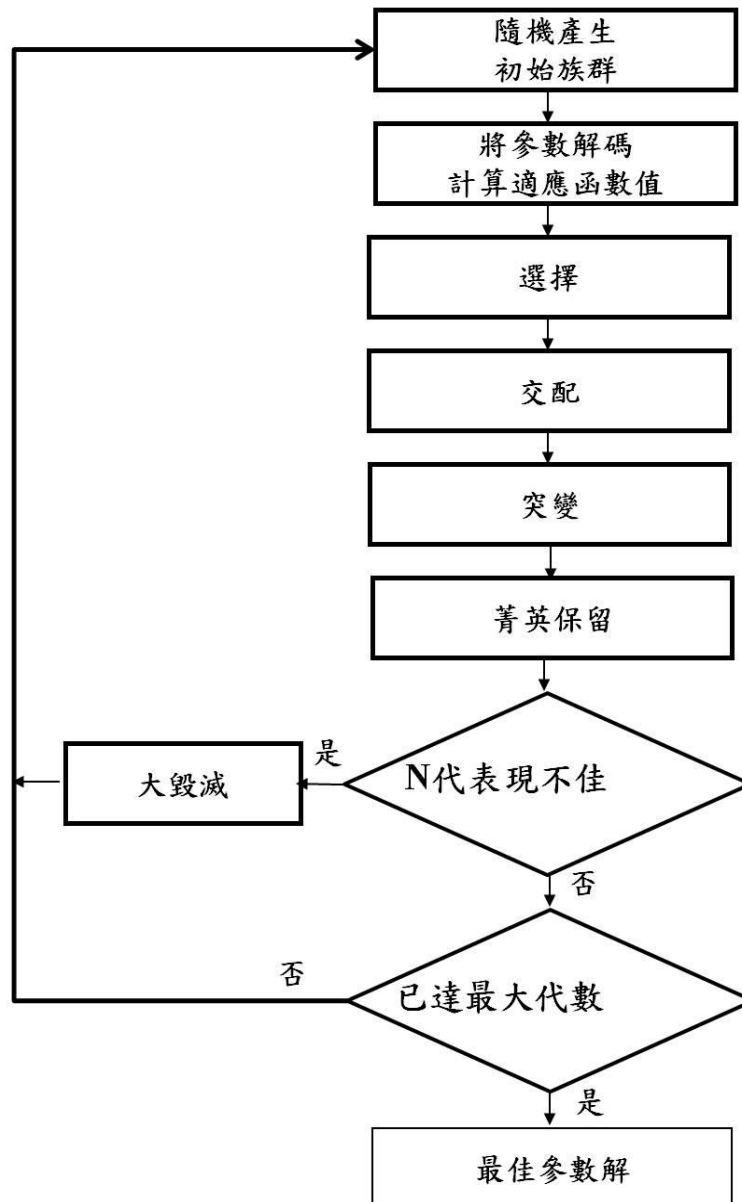 隨機產生
初始族群
將參數解碼
計算適應函數值
選擇
交配
突變
菁英保留
是
N代表現不佳
大毀滅
否
否
已達最大代數
是
最佳參數解